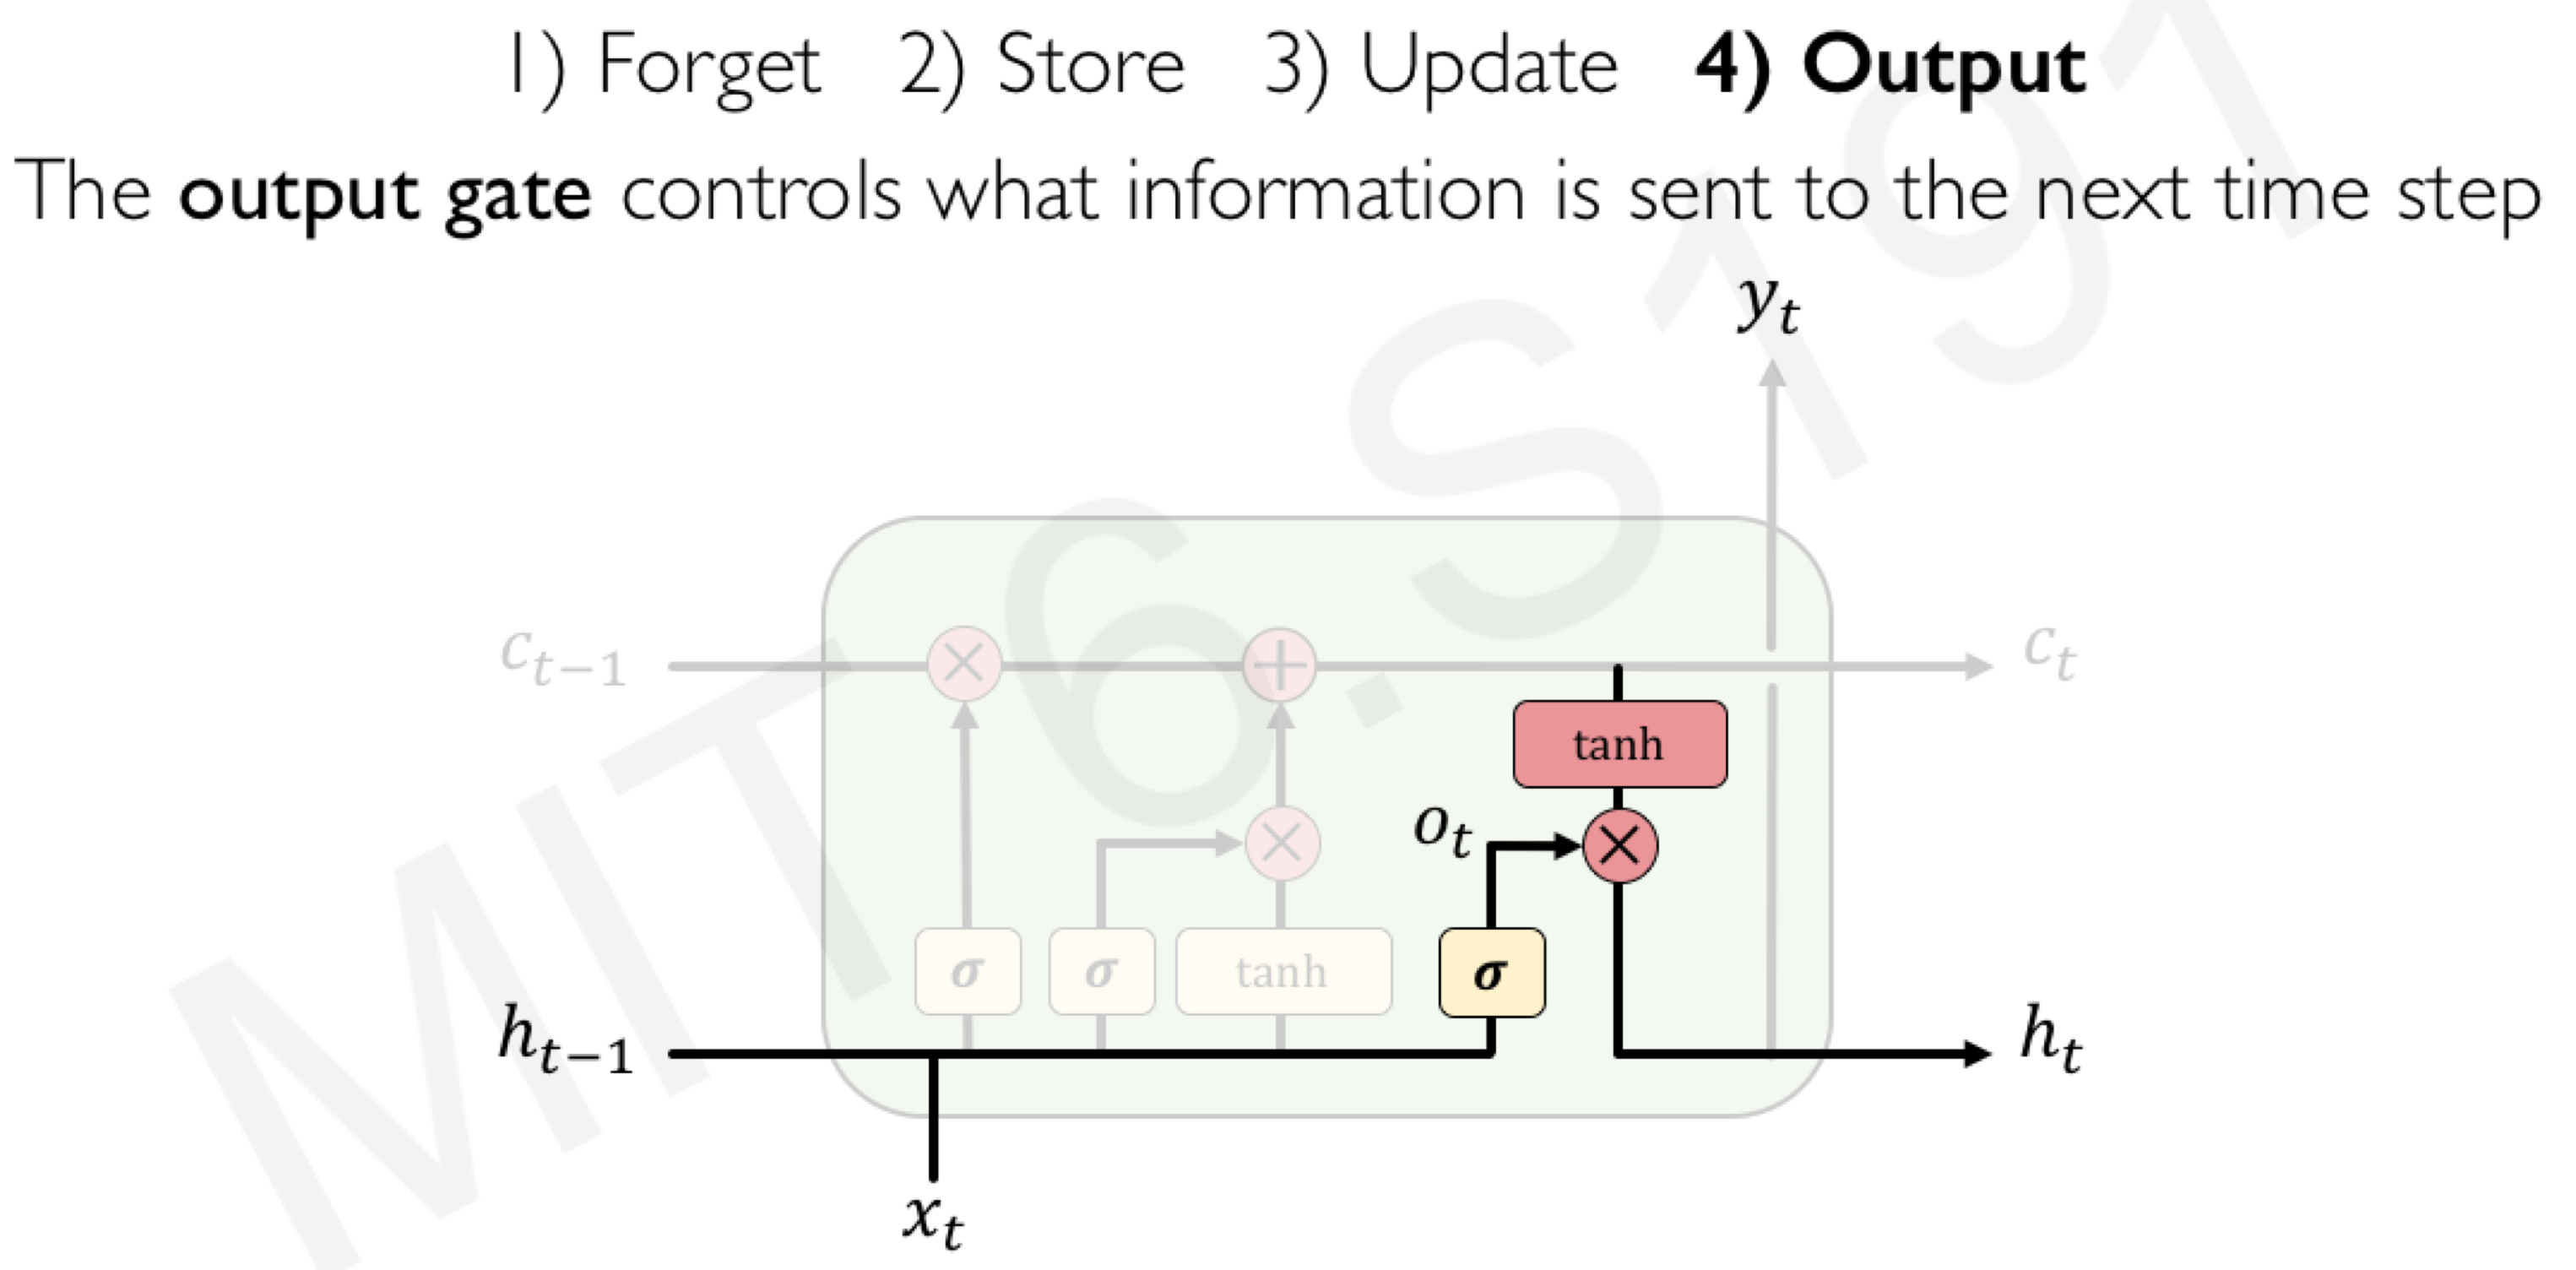 1) Forget 2) Store 3) Update 4) Output
The output gate controls what information is sent to the next time step
y_t
c_{t-1}
c_t
tanh
o_t
σ σ tanh σ
h_{t-1}
h_t
x_t
MIT 6.S191